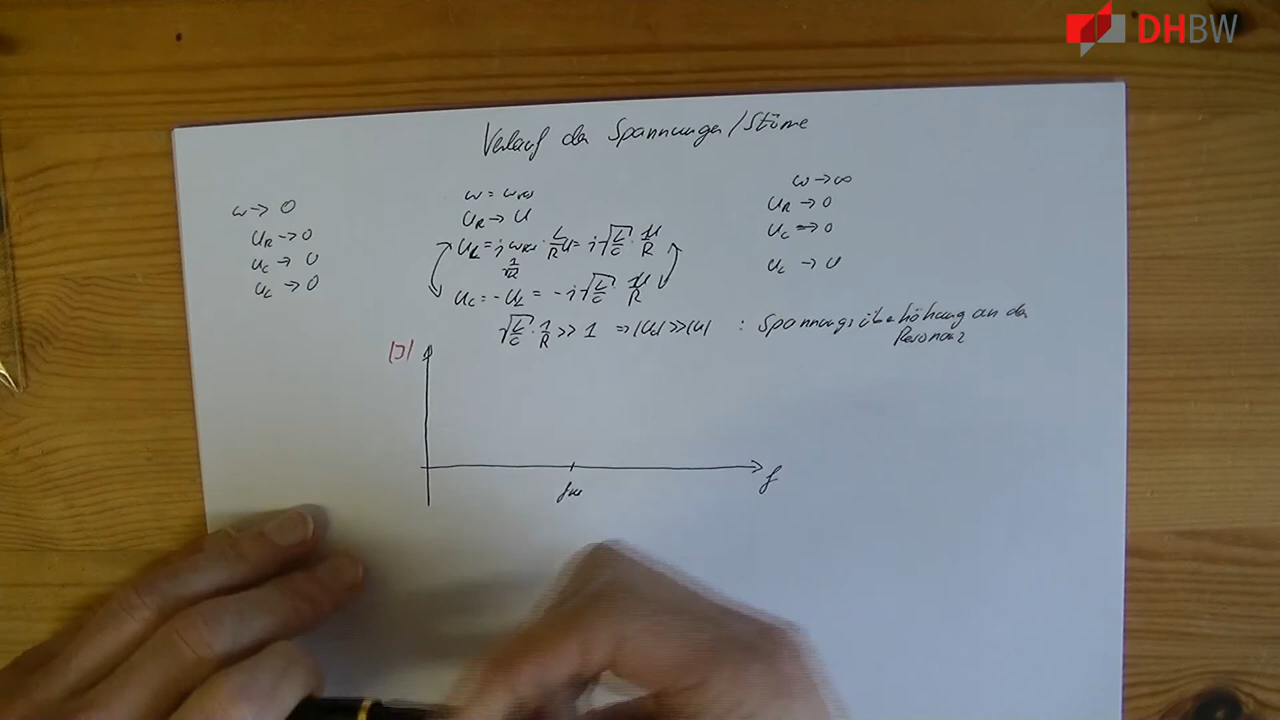 DHBW
Verlauf der Spannungen/Ströme
ω → 0
U_R → 0
U_C → U
U_L → 0
ω = ω_res
U_R → U
U_L = j ω_res · L/R U = j √(L/C) · U/R
U_C = -U_L = -j √(L/C) · U/R
√(L/C) · 1/R >> 1 ⇒ |U_C| >> |U| : Spannungsüberhöhung an der
Resonanz
ω → ∞
U_R → 0
U_C → 0
U_L → U
|J|
f_res
f